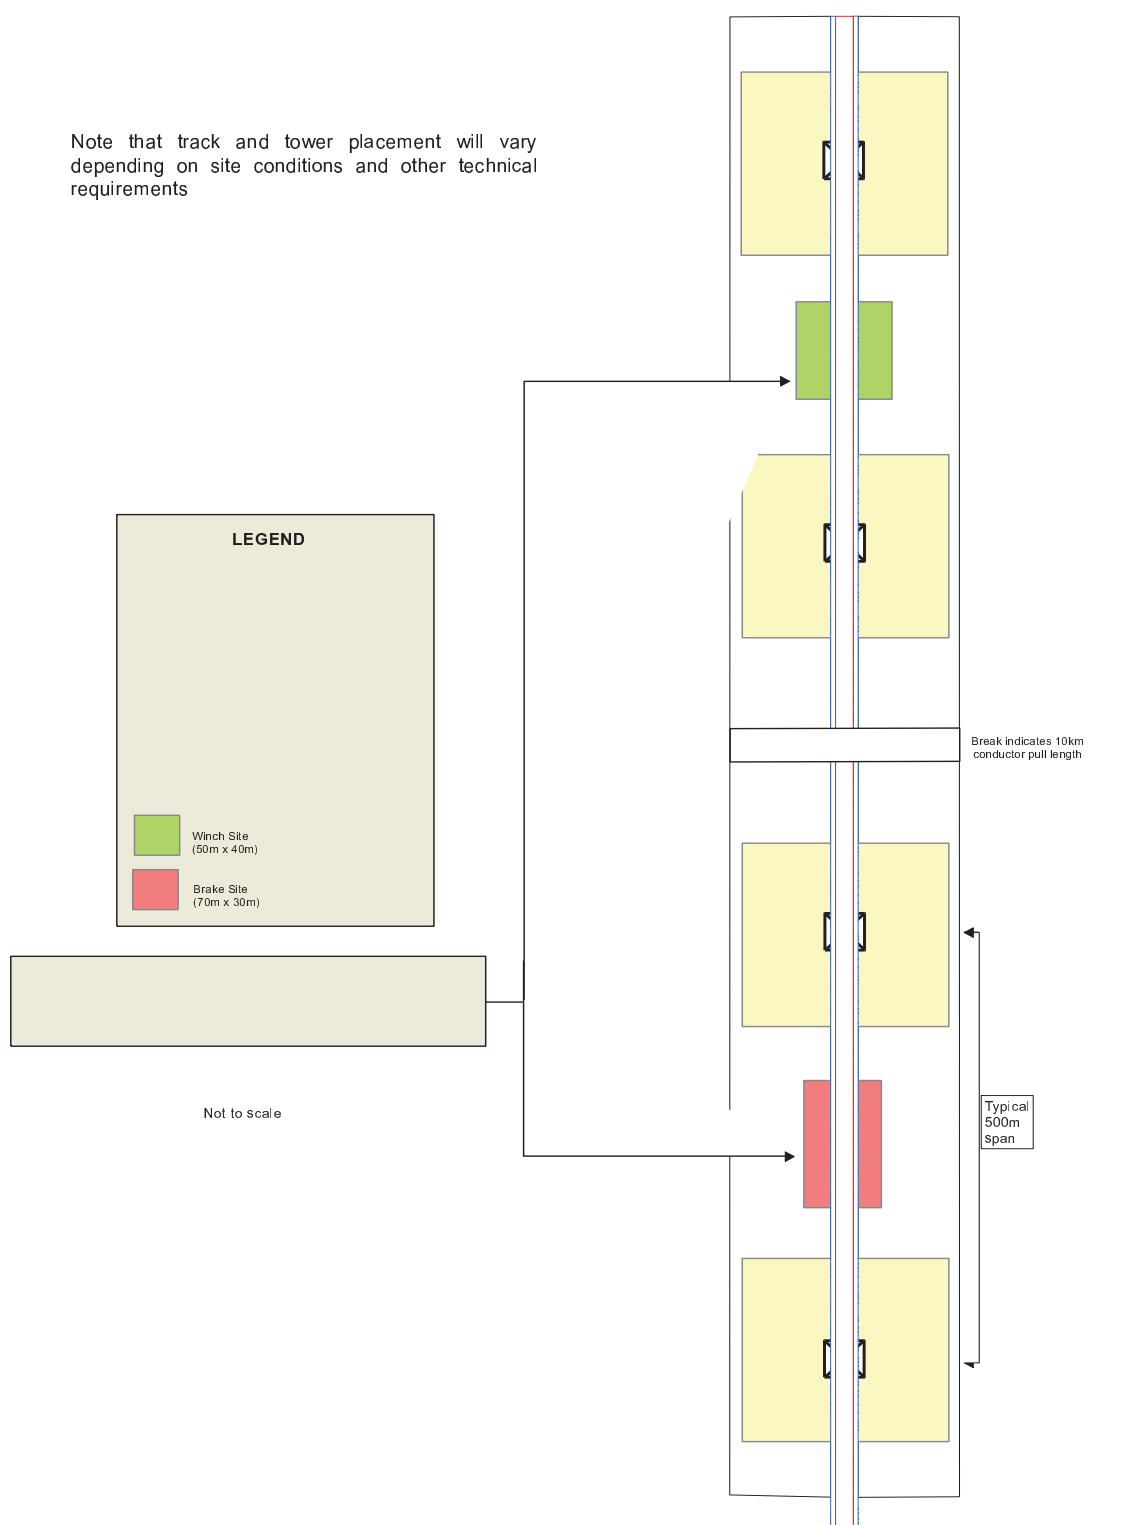 Note that track and tower placement will vary
depending on site conditions and other technical
requirements
LEGEND
Winch Site
(50m x 40m)
Brake Site
(70m x 30m)
Not to scale
Break indicates 10km
conductor pull length
Typical
500m
span